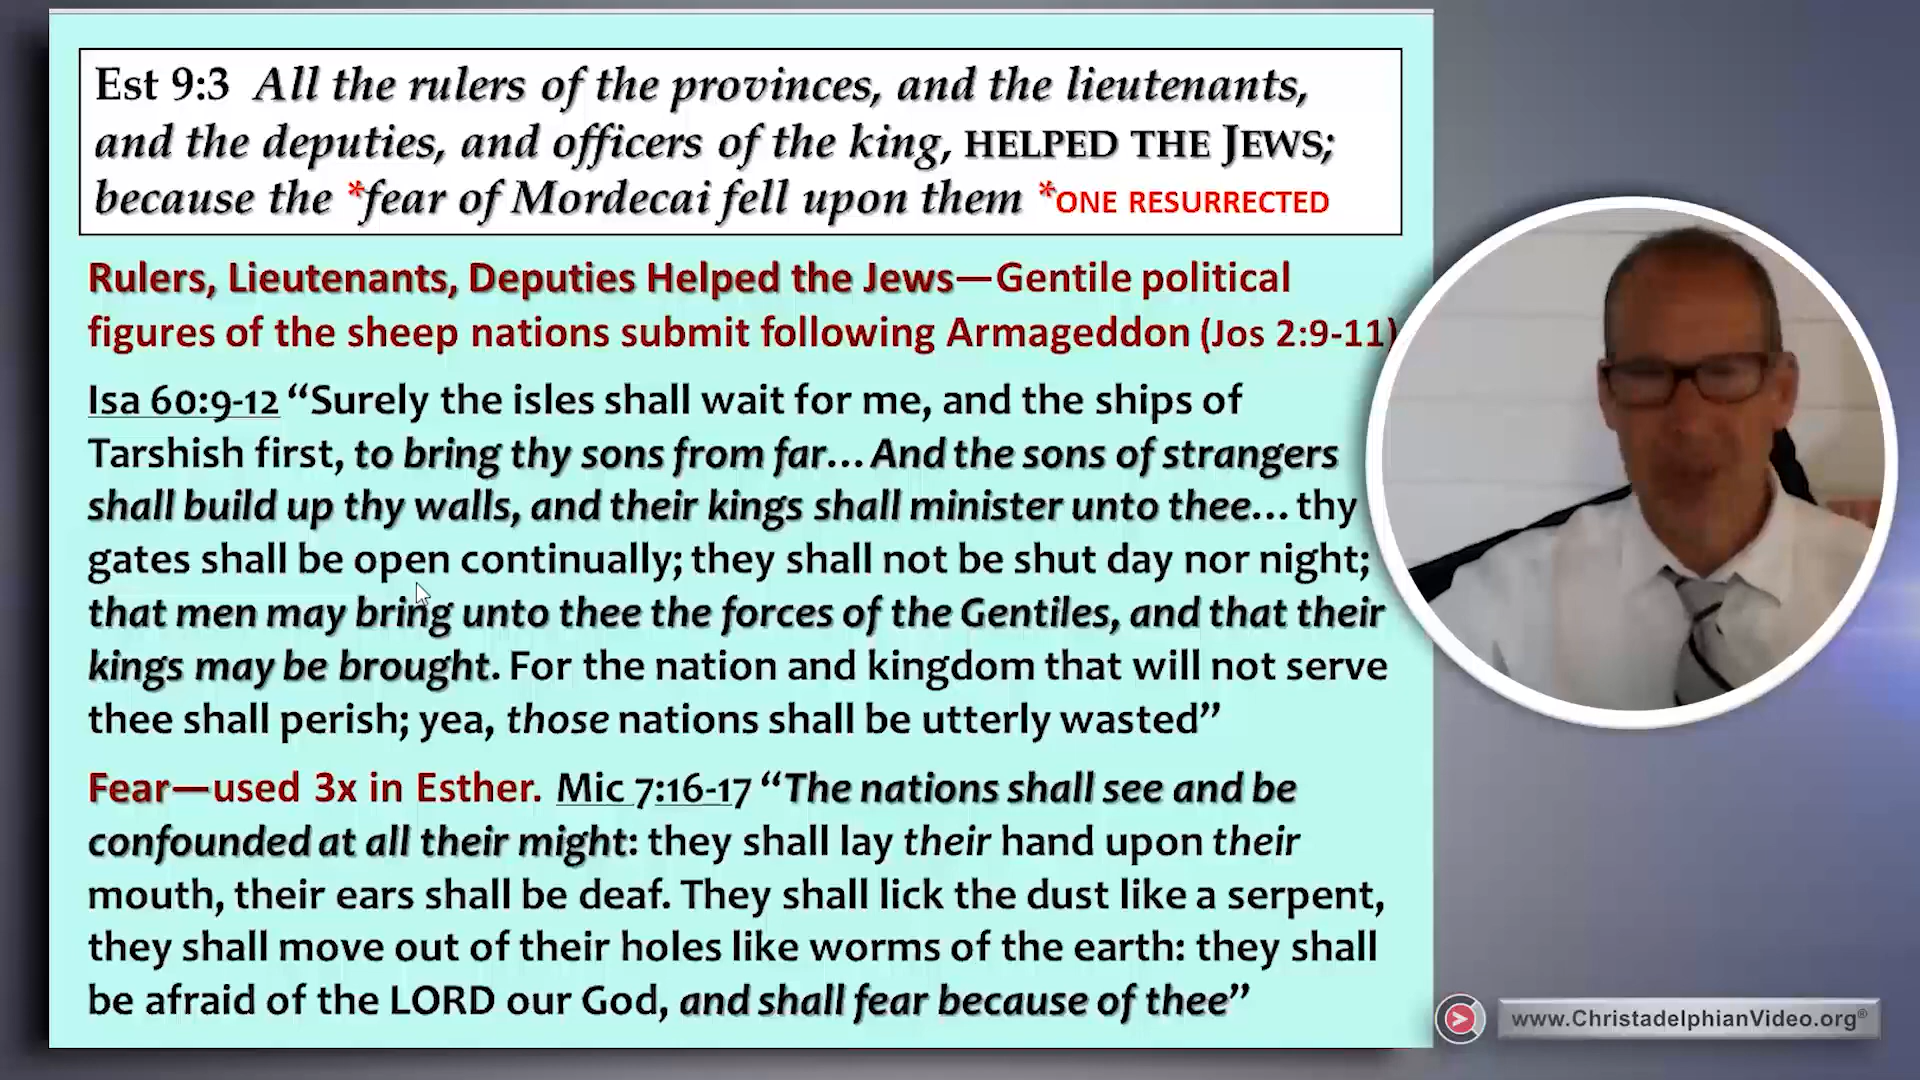 Est 9:3 All the rulers of the provinces, and the lieutenants,
and the deputies, and officers of the king, HELPED THE JEWS;
because the *fear of Mordecai fell upon them *ONE RESURRECTED
Rulers, Lieutenants, Deputies Helped the Jews—Gentile political
figures of the sheep nations submit following Armageddon (Jos 2:9-11)
Isa 60:9-12 “Surely the isles shall wait for me, and the ships of
Tarshish first, to bring thy sons from far… And the sons of strangers
shall build up thy walls, and their kings shall minister unto thee… thy
gates shall be open continually; they shall not be shut day nor night;
that men may bring unto thee the forces of the Gentiles, and that their
kings may be brought. For the nation and kingdom that will not serve
thee shall perish; yea, those nations shall be utterly wasted”
Fear—used 3x in Esther. Mic 7:16-17 “The nations shall see and be
confounded at all their might: they shall lay their hand upon their
mouth, their ears shall be deaf. They shall lick the dust like a serpent,
they shall move out of their holes like worms of the earth: they shall
be afraid of the LORD our God, and shall fear because of thee”
www.ChristadelphianVideo.org®